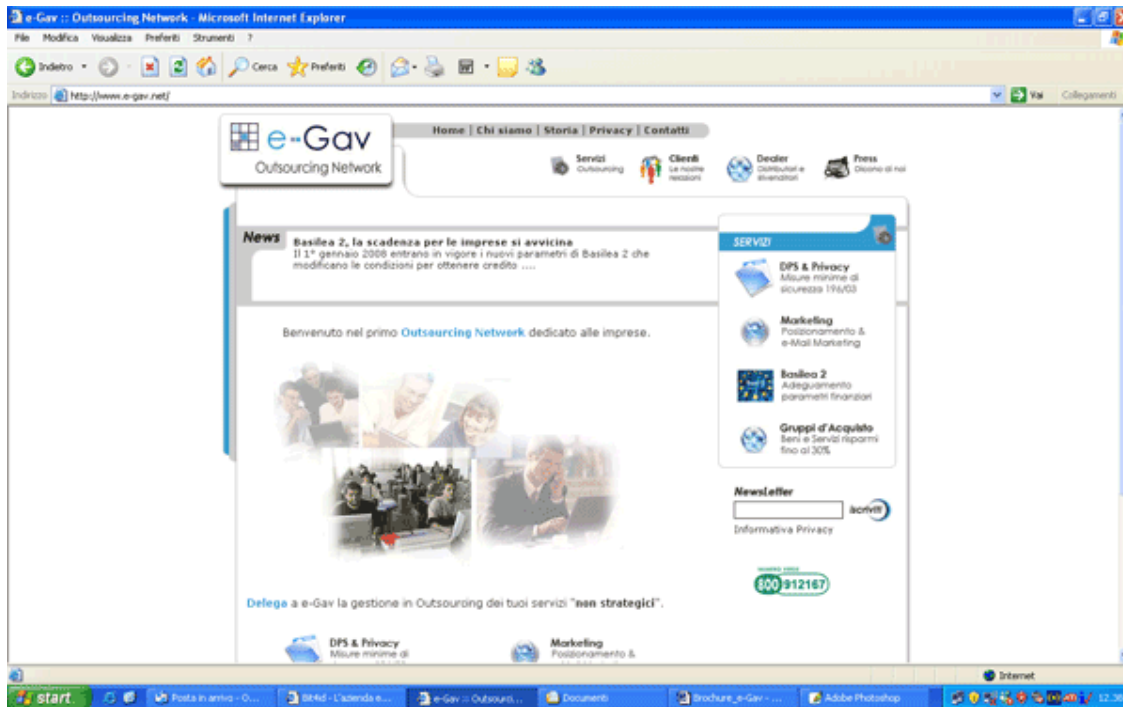 e-Gav :: Outsourcing Network - Microsoft Internet Explorer
File Modifica Visualizza Preferiti Strumenti ?
Indietro Cerca Preferiti
Indirizzo http://www.e-gav.net/ Vai Collegamenti
e-Gav
Outsourcing Network
Home | Chi siamo | Storia | Privacy | Contatti
Servizi
Outsourcing
Clienti
Le nostre
relazioni
Dealer
Distributori e
rivenditori
Press
Dicono di noi
News
Basilea 2, la scadenza per le imprese si avvicina
Il 1° gennaio 2008 entrano in vigore i nuovi parametri di Basilea 2 che
modificano le condizioni per ottenere credito ....
SERVIZI
DPS & Privacy
Misure minime di
sicurezza 196/03
Marketing
Posizionamento &
e-Mail Marketing
Basilea 2
Adeguamento
parametri finanziari
Gruppi d'Acquisto
Beni e Servizi risparmi
fino al 30%
Benvenuto nel primo Outsourcing Network dedicato alle imprese.
NewsLetter
iscriviti
Informativa Privacy
NUMERO VERDE
800 912167
Delega a e-Gav la gestione in Outsourcing dei tuoi servizi "non strategici".
DPS & Privacy
Misure minime di
Marketing
Posizionamento &
Internet
start Posta in arrivo - O... Bit4id - L'azienda e... e-Gav :: Outsourci... Documenti Brochure_e-Gav - ... Adobe Photoshop 12.38